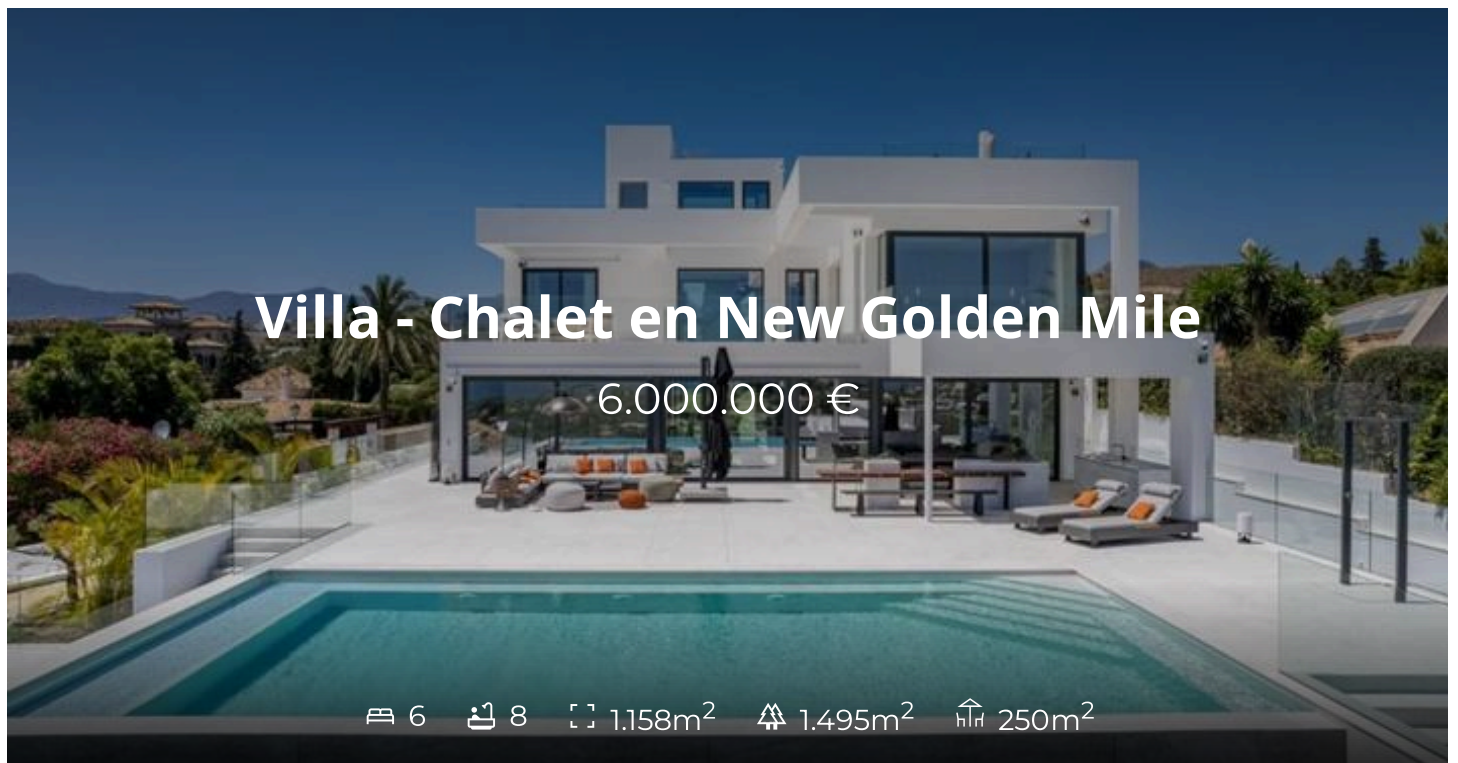 Villa - Chalet en New Golden Mile
6.000.000 €
6 8 1.158m² 1.495m² 250m²